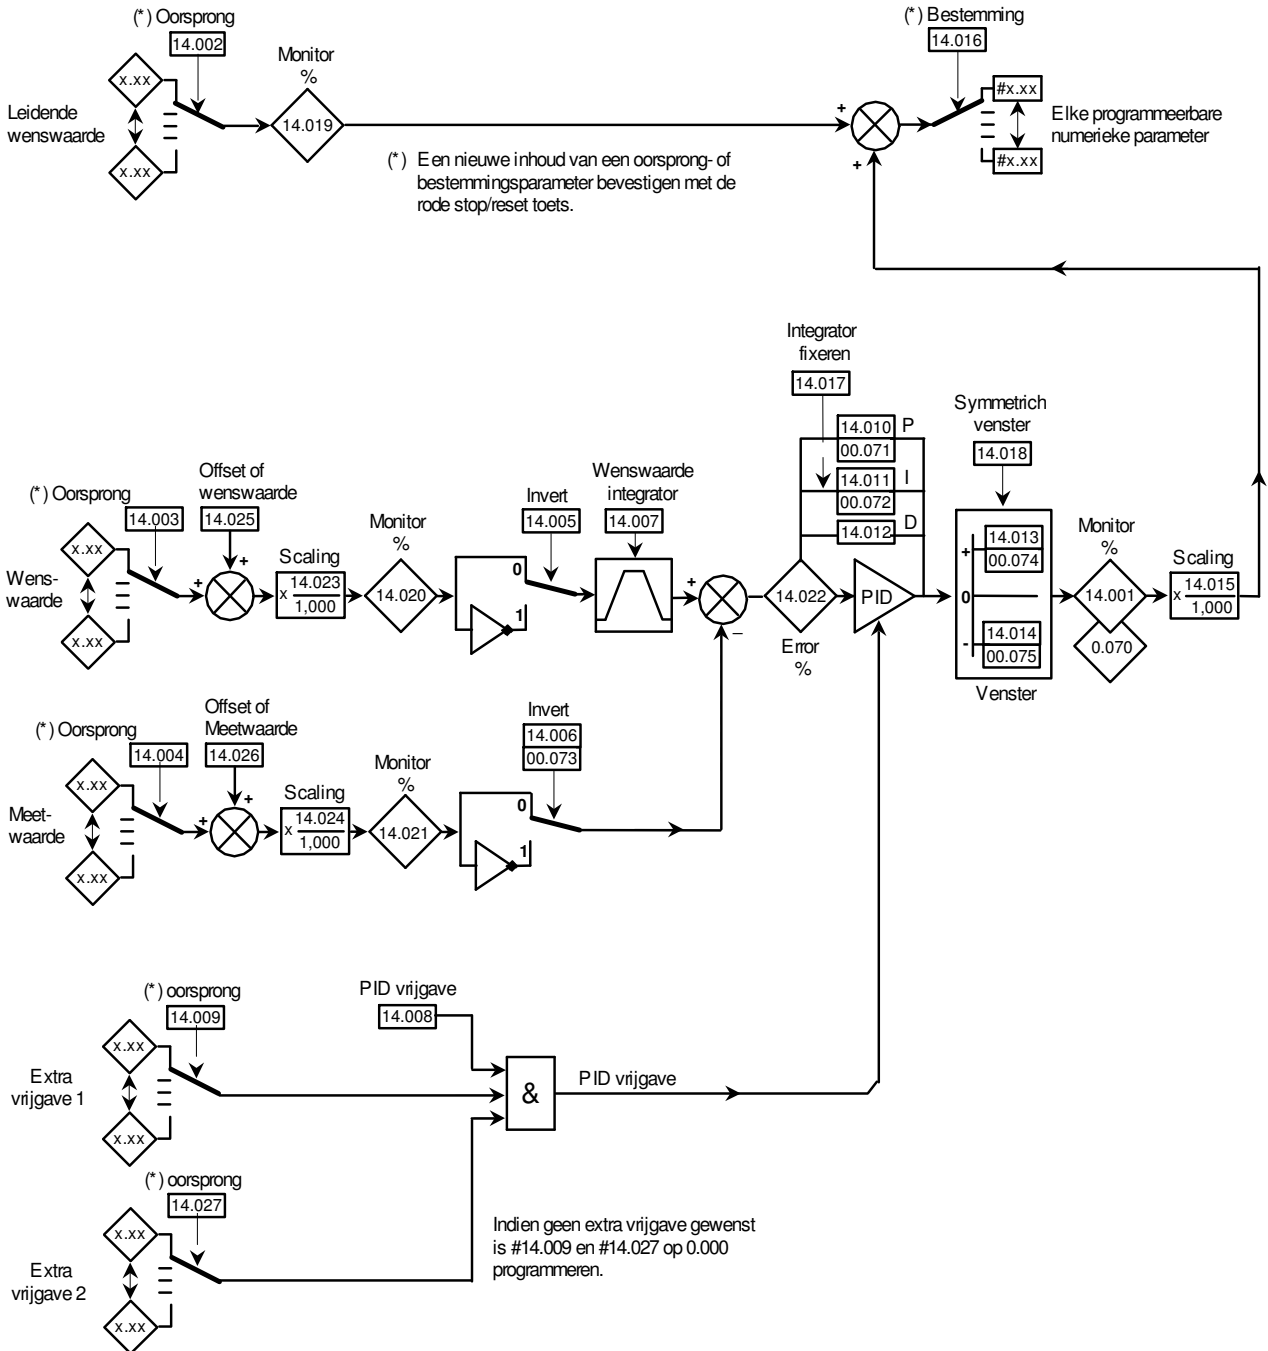 (*) Oorsprong
14.002
Monitor
%
x.xx
14.019
Leidende
wenswaarde
x.xx
(*) Een nieuwe inhoud van een oorsprong- of
bestemmingsparameter bevestigen met de
rode stop/reset toets.
+
+
(*) Bestemming
14.016
#x.xx
#x.xx
Elke programmeerbare
numerieke parameter
Integrator
fixeren
14.017
14.010 P
00.071
14.011 I
00.072
14.012 D
Symmetrich
venster
14.018
(*) Oorsprong
14.003
Offset of
wenswaarde
14.025
x.xx
Wens-
waarde
x.xx
+
+
Scaling
x 14.023
1,000
Monitor
%
14.020
Invert
14.005
0
1
Wenswaarde
integrator
14.007
+
–
14.022
Error
%
PID
+
14.013
00.074
0
-
14.014
00.075
Venster
Monitor
%
14.001
0.070
Scaling
x 14.015
1,000
(*) Oorsprong
14.004
Offset of
Meetwaarde
14.026
x.xx
Meet-
waarde
x.xx
+
+
Scaling
x 14.024
1,000
Monitor
%
14.021
Invert
14.006
00.073
0
1
(*) oorsprong
14.009
PID vrijgave
14.008
x.xx
Extra
vrijgave 1
x.xx
&
PID vrijgave
(*) oorsprong
14.027
x.xx
Extra
vrijgave 2
x.xx
Indien geen extra vrijgave gewenst
is #14.009 en #14.027 op 0.000
programmeren.